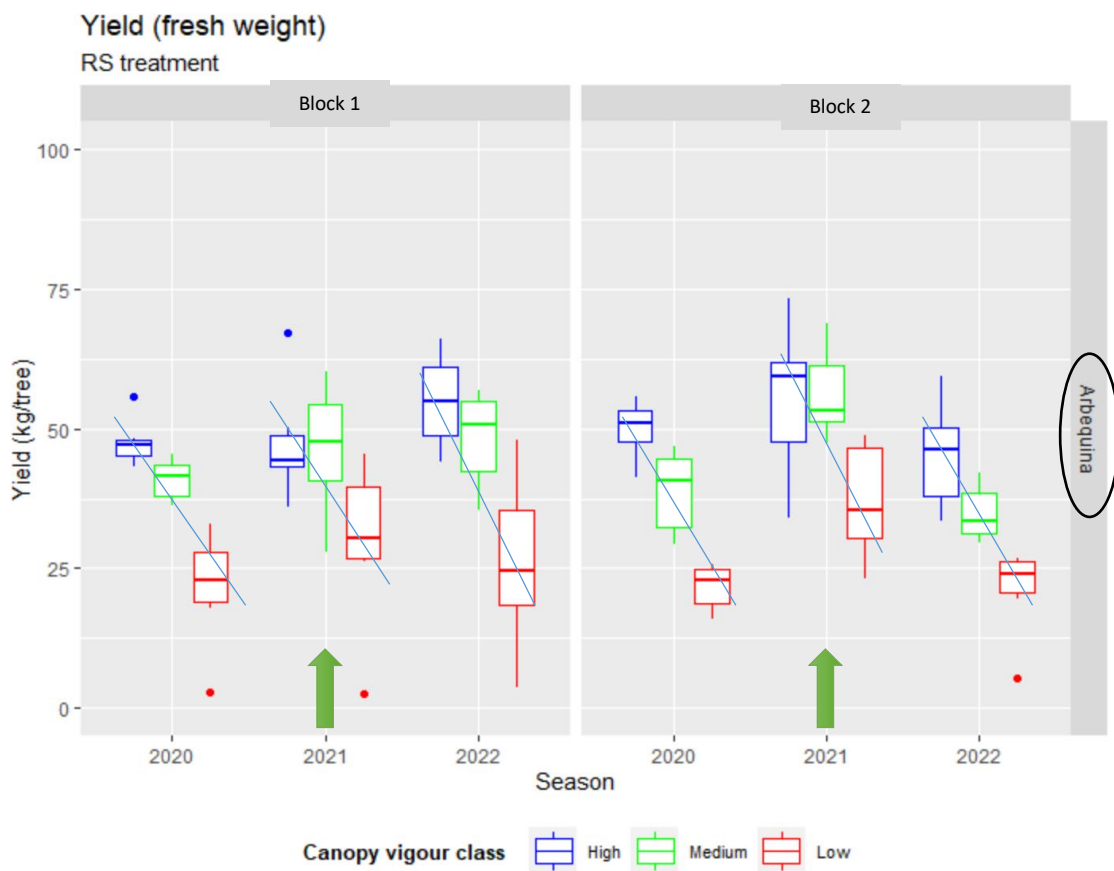 Yield (fresh weight)
RS treatment
Block 1
Block 2
100
75
50
25
0
Yield (kg/tree)
Arbequina
2020
2021
2022
2020
2021
2022
Season
Canopy vigour class
High
Medium
Low